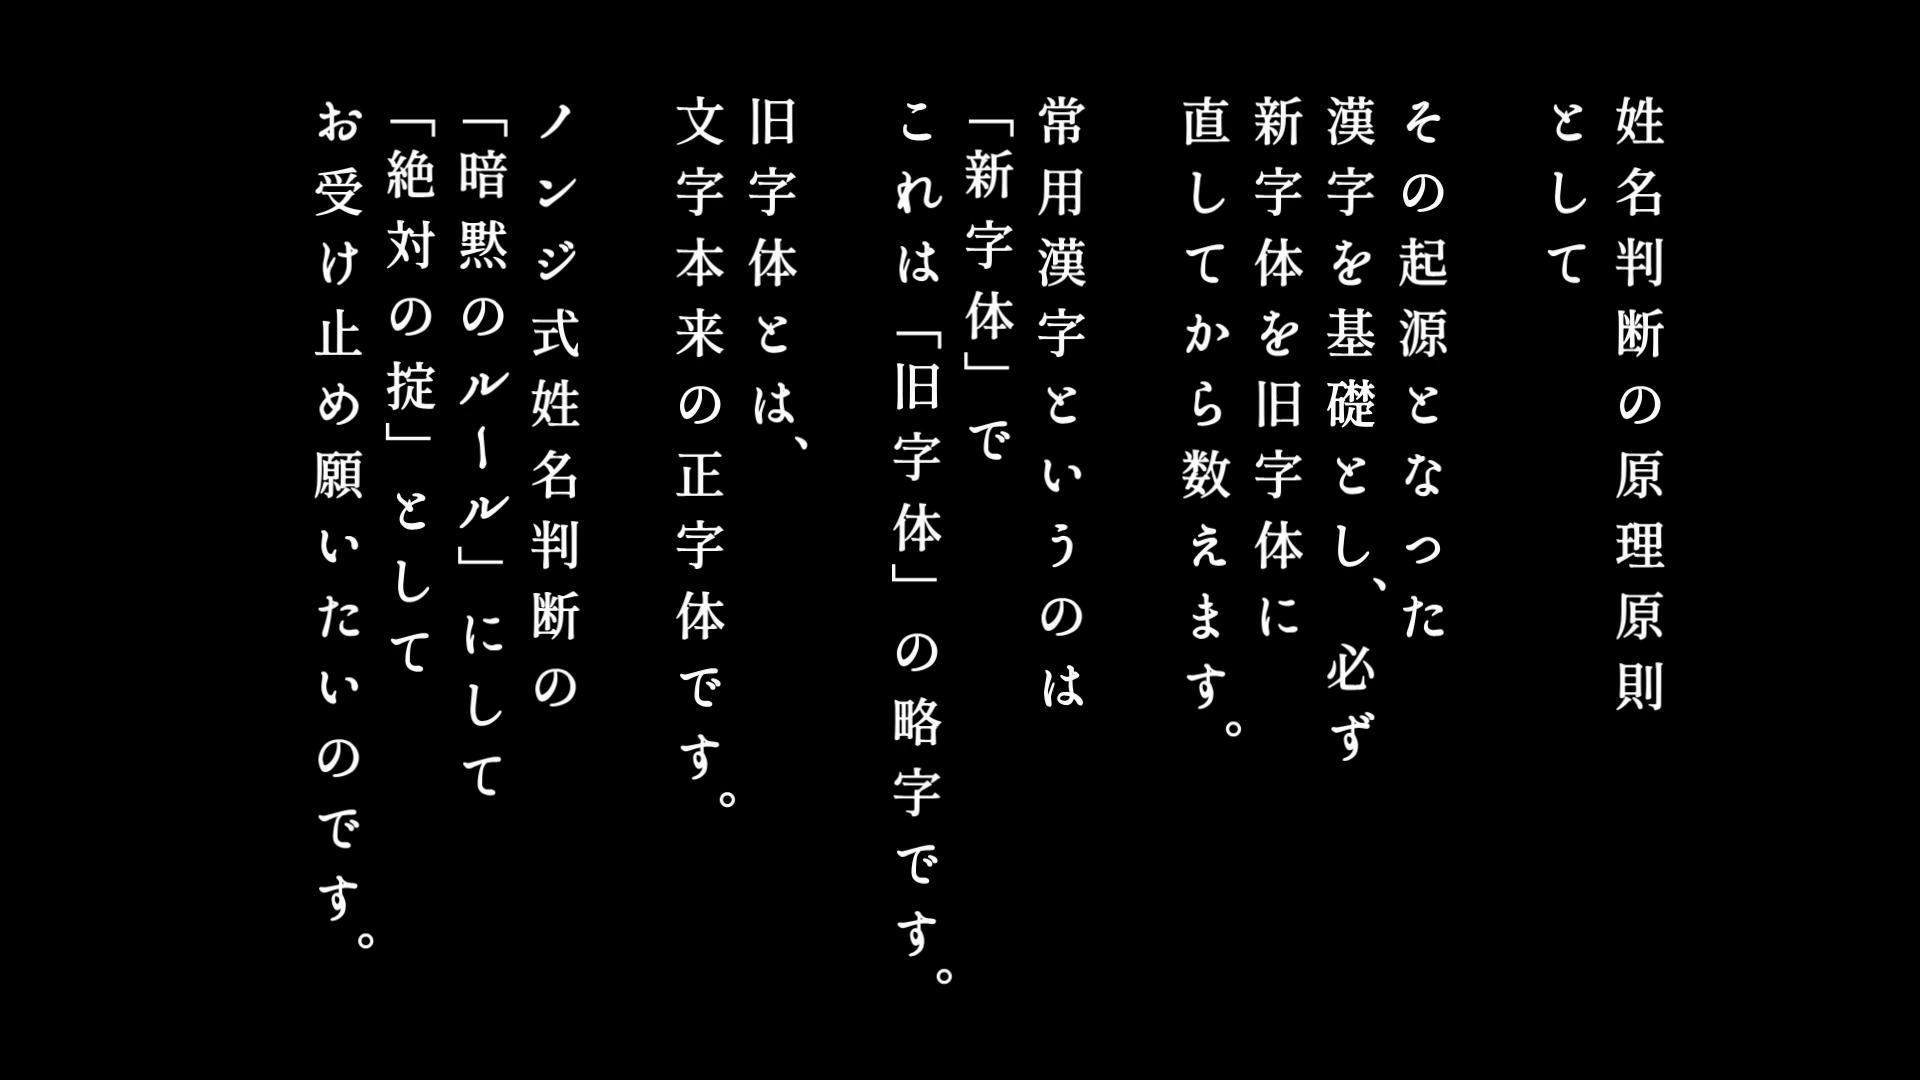 姓名判断の原理原則
として
その起源となった
漢字を基礎とし、必ず
新字体を旧字体に
直してから数えます。
常用漢字というのは
「新字体」で
これは「旧字体」の略字です。
旧字体とは、
文字本来の正字体です。
ノンジ式姓名判断の
「暗黙のルール」にして
「絶対の掟」として
お受け止め願いたいのです。